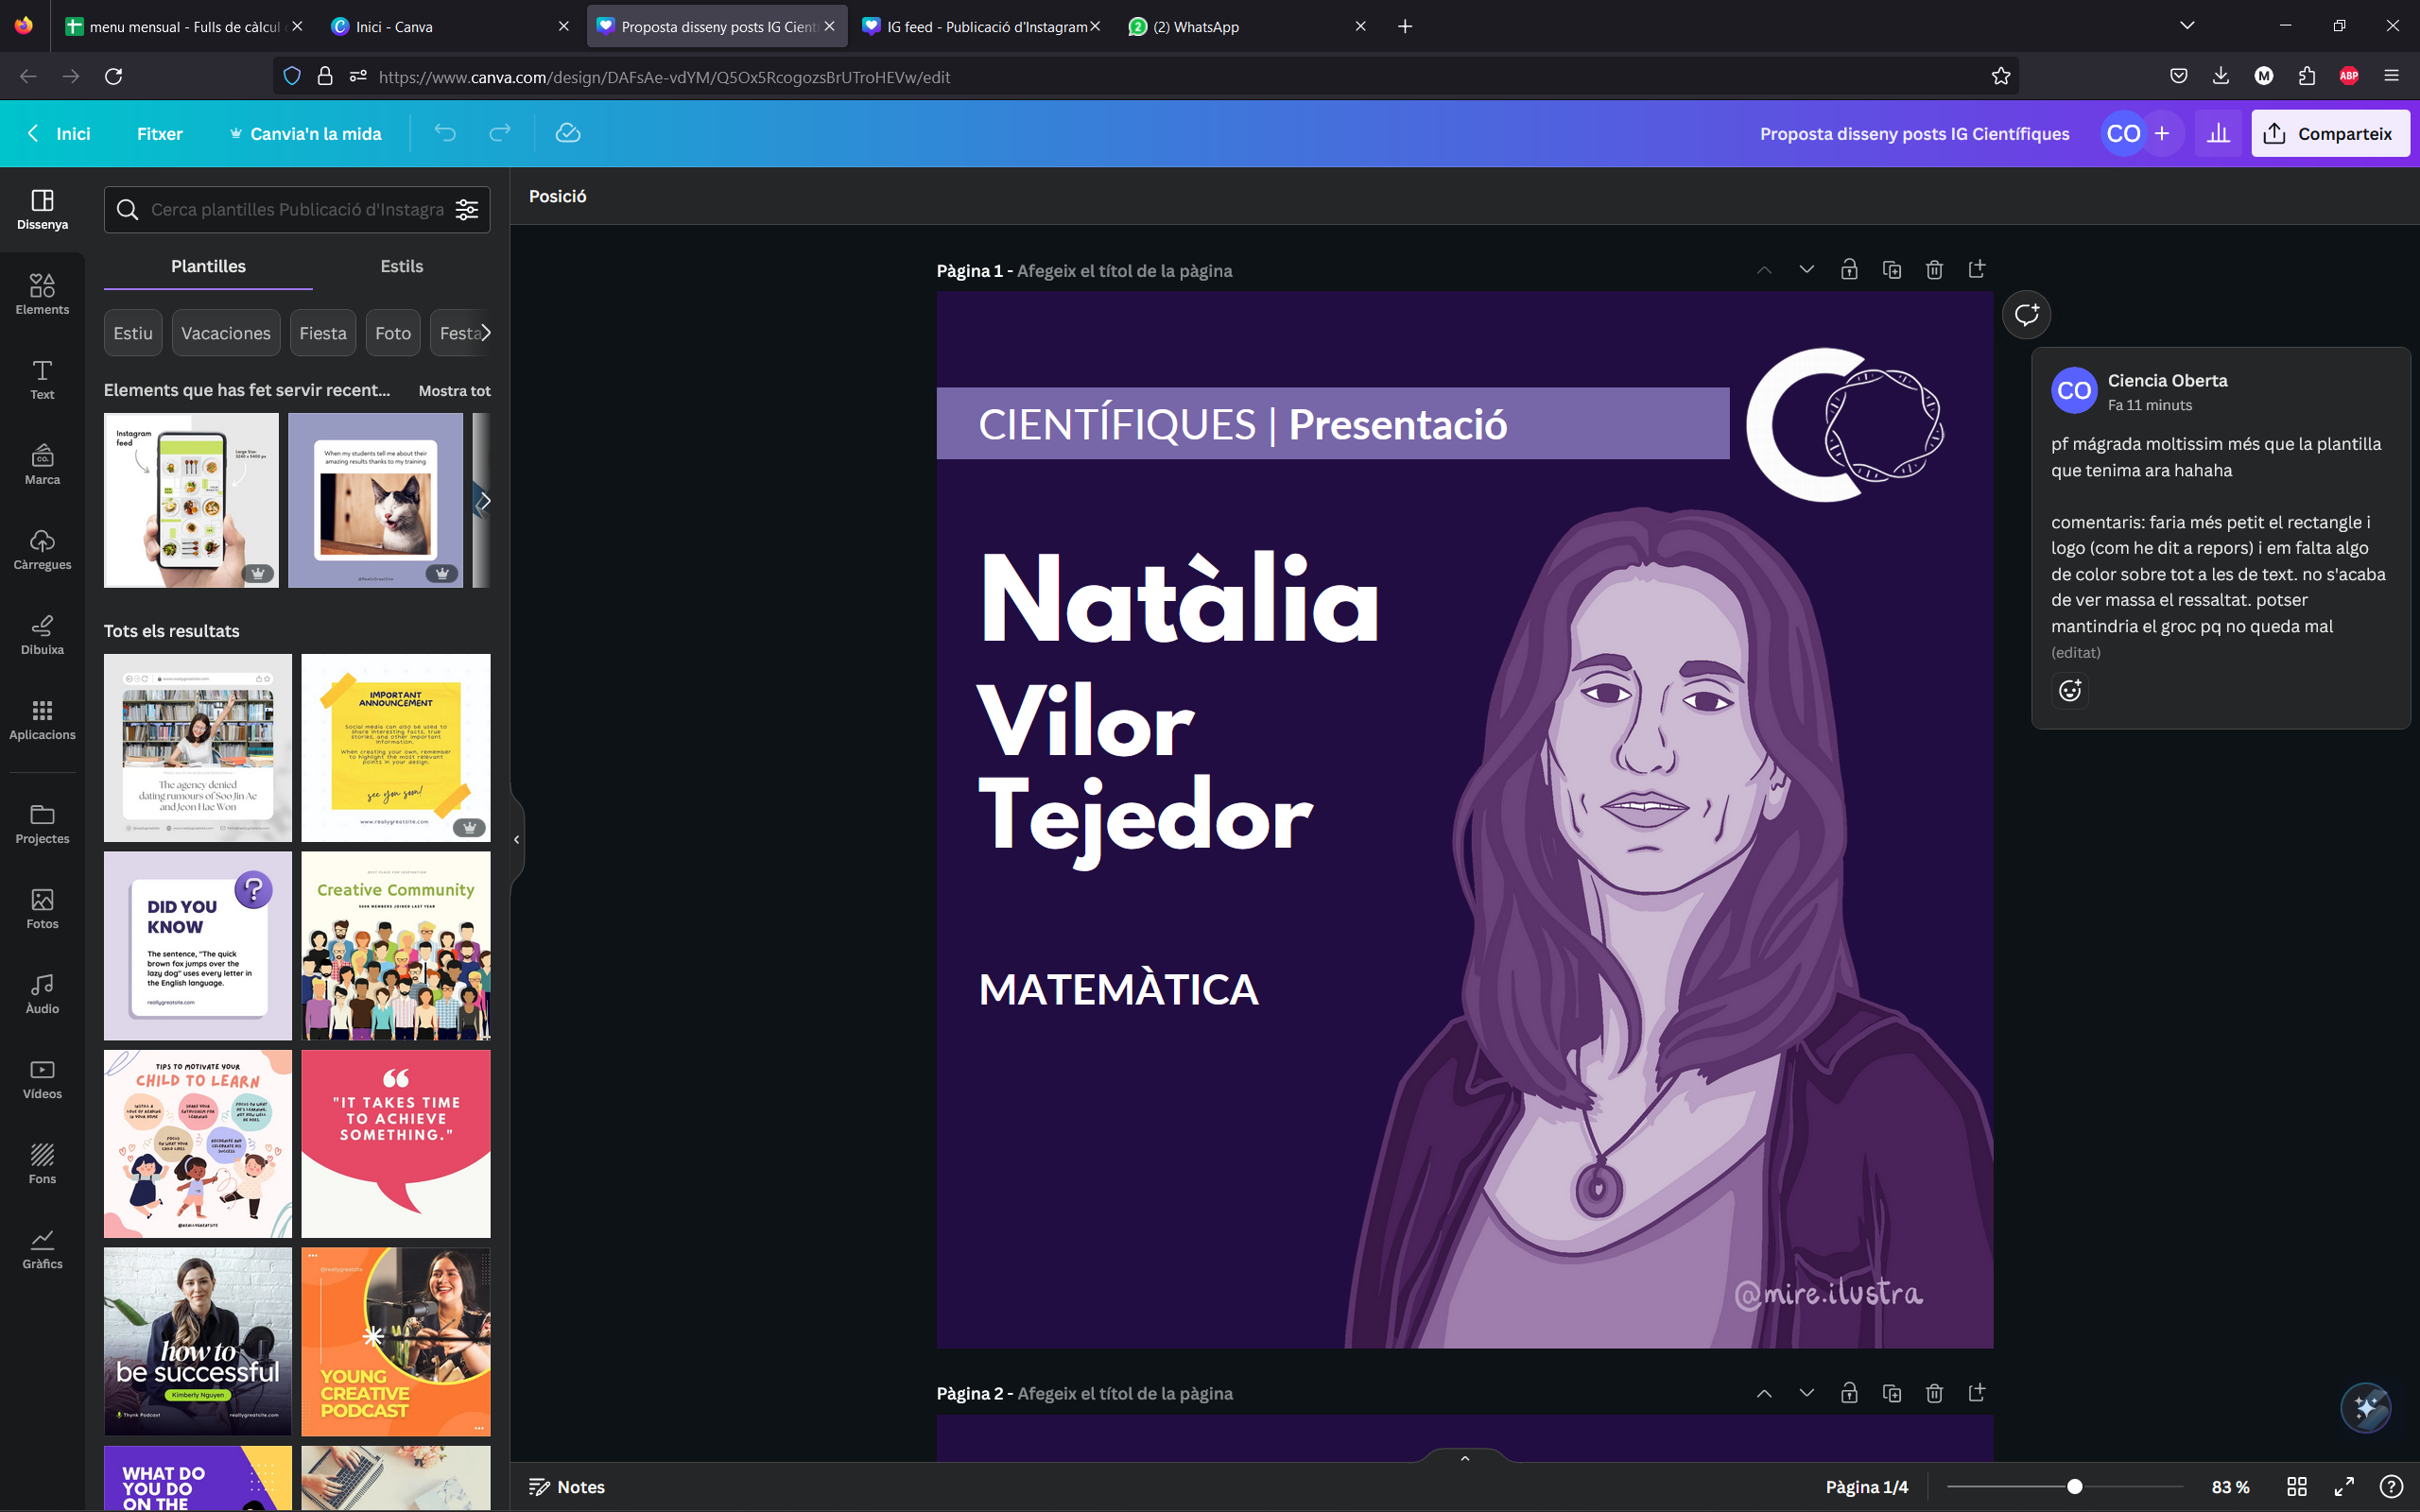 menu mensual - Fulls de càlcul
Inici - Canva
Proposta disseny posts IG Cient
IG feed - Publicació d'Instagram
(2) WhatsApp
https://www.canva.com/design/DAFsAe-vdYM/Q5Ox5RcogozsBrUTroHEVw/edit
M
ABP
Inici
Fitxer
Canvia'n la mida
Proposta disseny posts IG Científiques
CO
Comparteix
Dissenya
Elements
Text
Marca
Càrregues
Dibuixa
Aplicacions
Projectes
Fotos
Àudio
Vídeos
Fons
Gràfics
Cerca plantilles Publicació d'Instagra
Plantilles
Estils
Estiu
Vacaciones
Fiesta
Foto
Festa
Elements que has fet servir recent...
Mostra tot
Instagram
feed
When my students tell me about their
amazing results thanks to my training
Tots els resultats
The agency denied
dating rumours of Soo Jin Ae
and Jeon Hae Won
IMPORTANT
ANNOUNCEMENT
Social media can also be used to
share interesting facts, true
stories, and other important
information.
When creating your own, remember
to highlight the most relevant
points in your design.
see you soon!
www.reallygreatsite.com
DID YOU
KNOW
?
The sentence, "The quick
brown fox jumps over the
lazy dog" uses every letter in
the English language.
reallygreatsite.com
Creative Community
TIPS TO MOTIVATE YOUR
CHILD TO LEARN
@REALLYGREATSITE
"IT TAKES TIME
TO ACHIEVE
SOMETHING."
how to
be successful
Kimberly Nguyen
Thynk Podcast
reallygreatsite.com
@reallygreatsite
YOUNG
CREATIVE
PODCAST
WHAT DO
YOU DO
ON THE
Posició
Pàgina 1 - Afegeix el títol de la pàgina
CIENTÍFIQUES | Presentació
Natàlia
Vilor
Tejedor
MATEMÀTICA
@mire.ilustra
Pàgina 2 - Afegeix el títol de la pàgina
CO
Ciencia Oberta
Fa 11 minuts
pf mágrada moltissim més que la plantilla
que tenima ara hahaha
comentaris: faria més petit el rectangle i
logo (com he dit a repors) i em falta algo
de color sobre tot a les de text. no s'acaba
de ver massa el ressaltat. potser
mantindria el groc pq no queda mal
(editat)
Notes
Pàgina 1/4
83 %